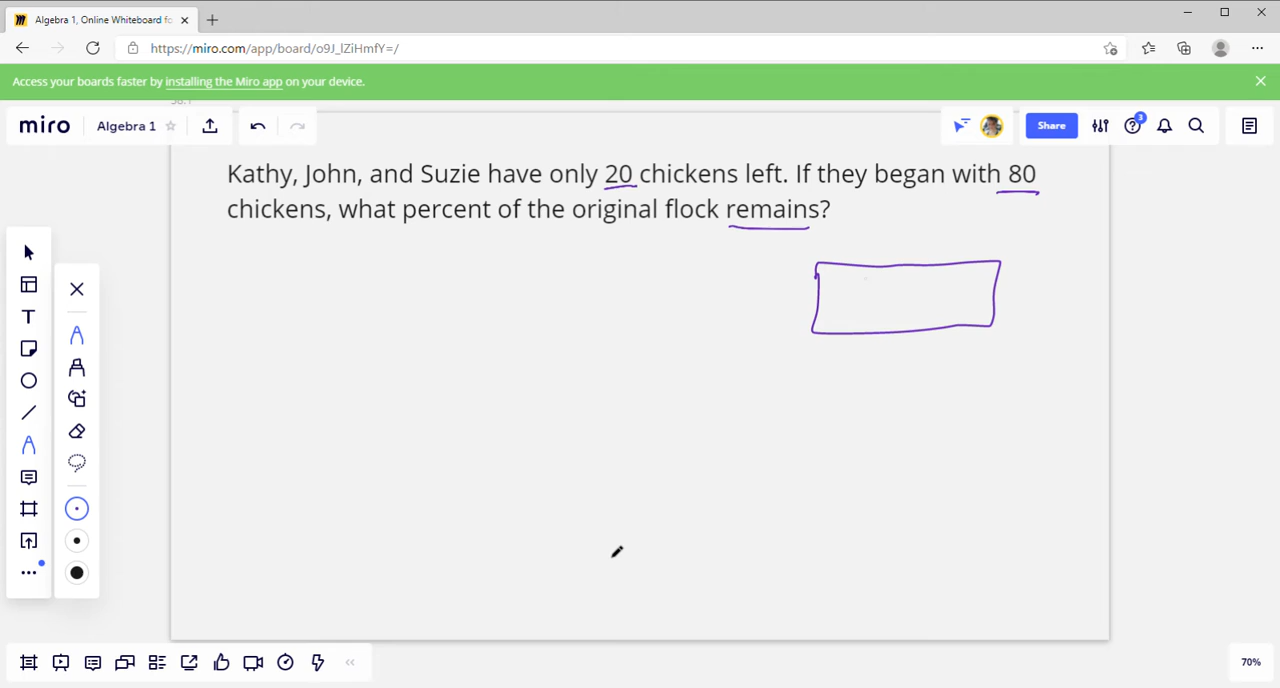 Algebra 1, Online Whiteboard fo
https://miro.com/app/board/o9J_lZiHmfY=/
Access your boards faster by installing the Miro app on your device.
miro
Algebra 1
Share
3
Kathy, John, and Suzie have only 20 chickens left. If they began with 80
chickens, what percent of the original flock remains?
T
70%